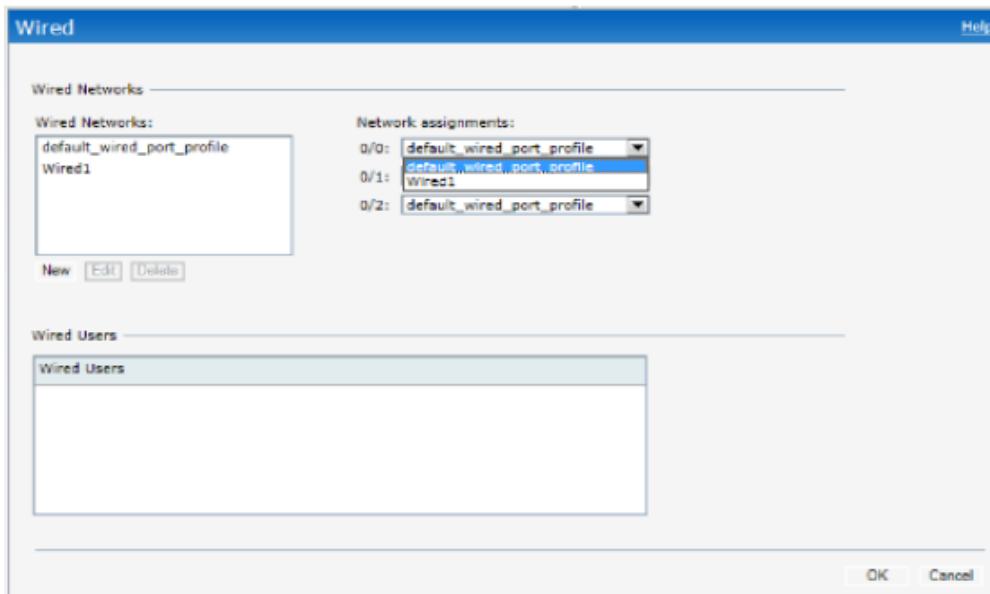 Wired Help
Wired Networks
Wired Networks: Network assignments:
default_wired_port_profile 0/0: default_wired_port_profile
default_wired_port_profile
Wired1 0/1: Wired1
0/2: default_wired_port_profile
New Edit Delete
Wired Users
Wired Users
OK Cancel